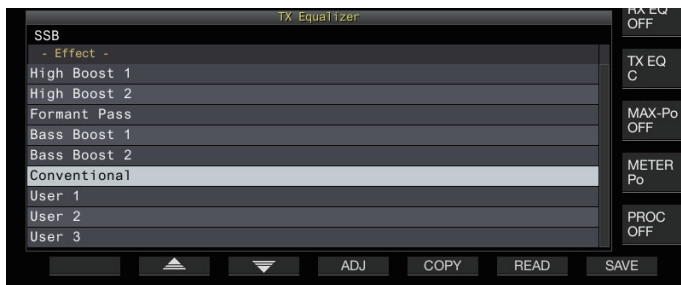 TX Equalizer
SSB
- Effect -
High Boost 1
High Boost 2
Formant Pass
Bass Boost 1
Bass Boost 2
Conventional
User 1
User 2
User 3
RX EQ
OFF
TX EQ
C
MAX-Po
OFF
METER
Po
PROC
OFF
ADJ
COPY
READ
SAVE